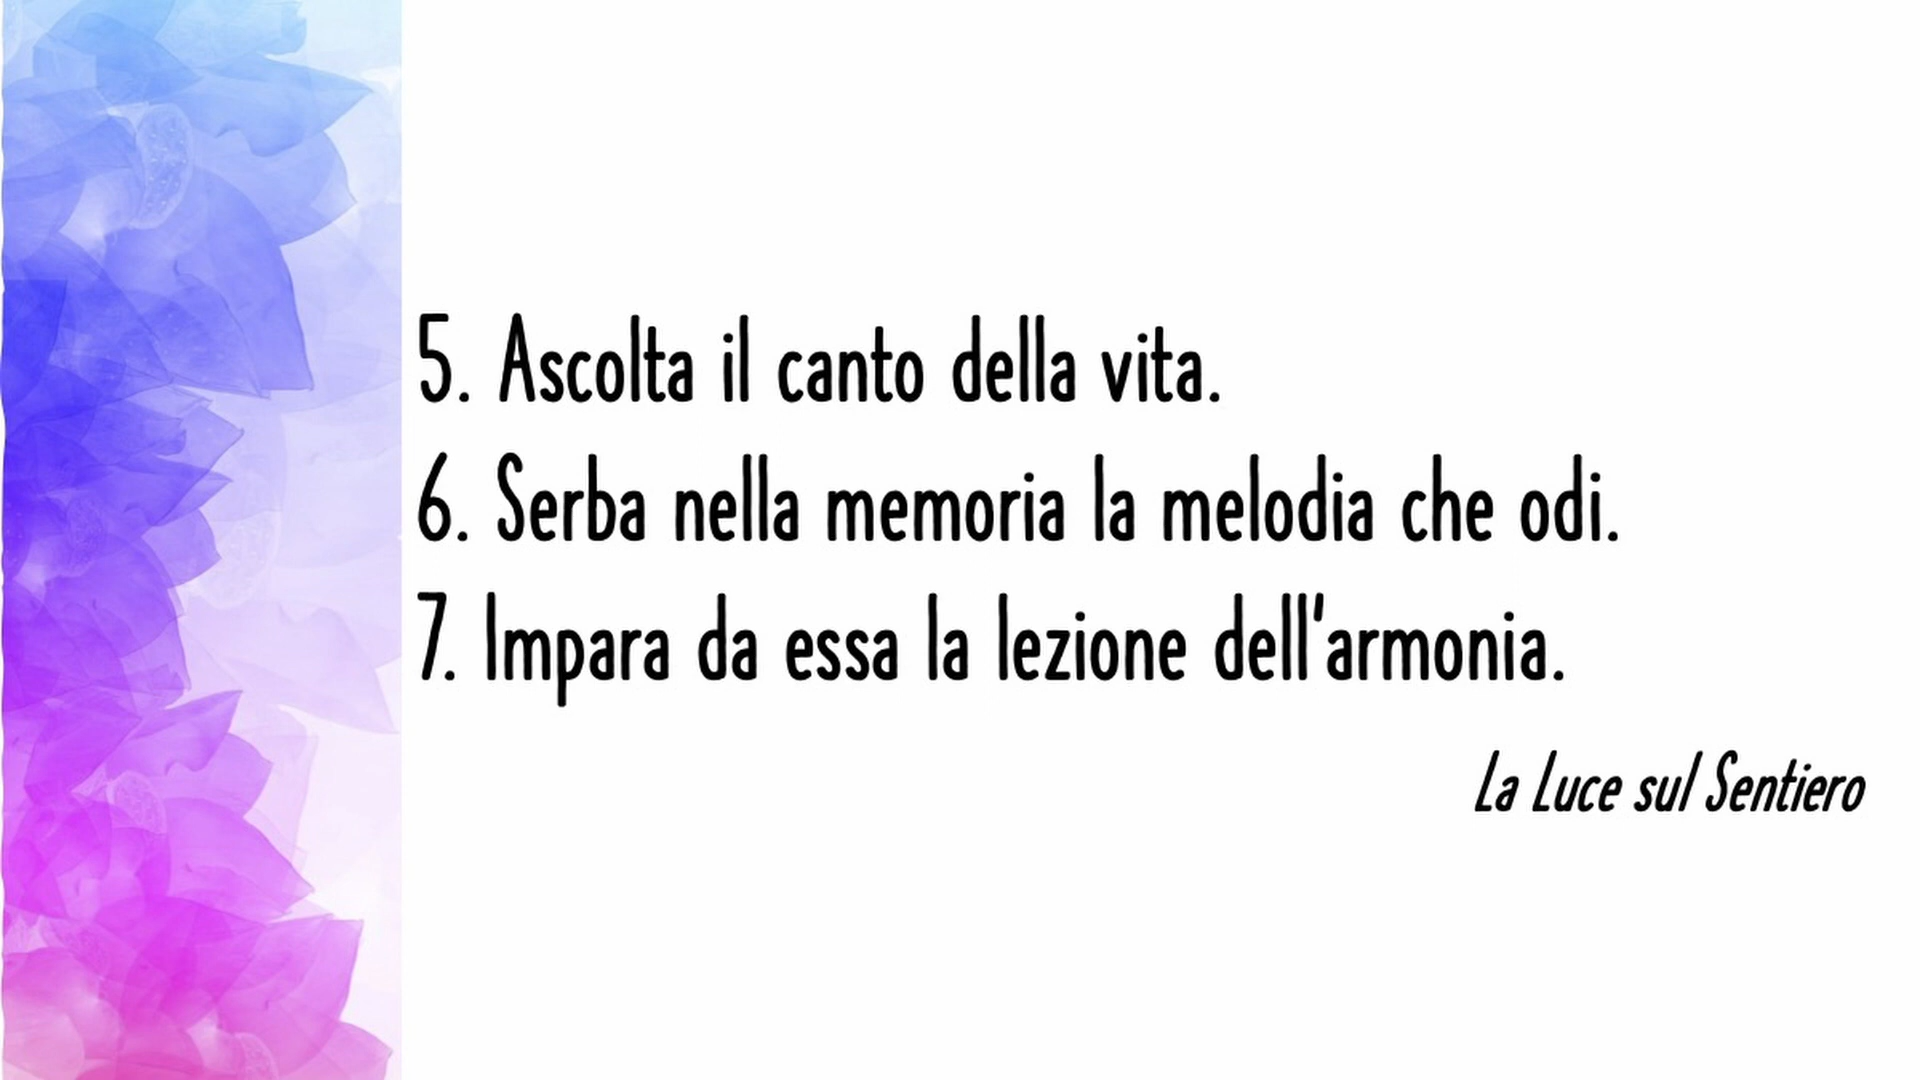 5. Ascolta il canto della vita.
6. Serba nella memoria la melodia che odi.
7. Impara da essa la lezione dell'armonia.
La Luce sul Sentiero